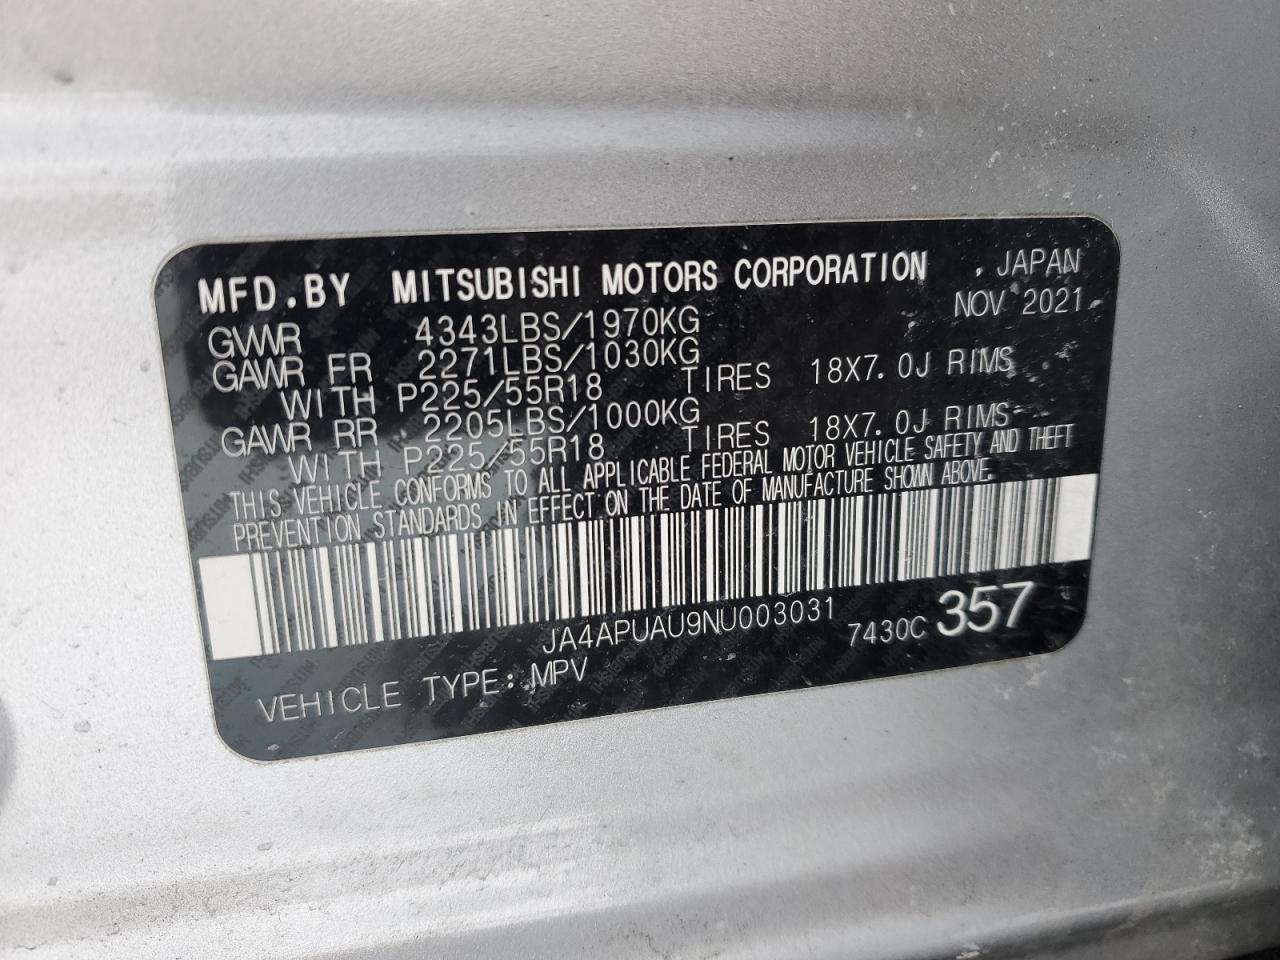 MFD.BY MITSUBISHI MOTORS CORPORATION , JAPAN
GVWR 4343LBS/1970KG NOV 2021
GAWR FR 2271LBS/1030KG
WITH P225/55R18 TIRES 18X7.0J RIMS
GAWR RR 2205LBS/1000KG
WITH P225/55R18 TIRES 18X7.0J RIMS
THIS VEHICLE CONFORMS TO ALL APPLICABLE FEDERAL MOTOR VEHICLE SAFETY AND THEFT
PREVENTION STANDARDS IN EFFECT ON THE DATE OF MANUFACTURE SHOWN ABOVE.
JA4APUAU9NU003031 7430C 357
VEHICLE TYPE: MPV